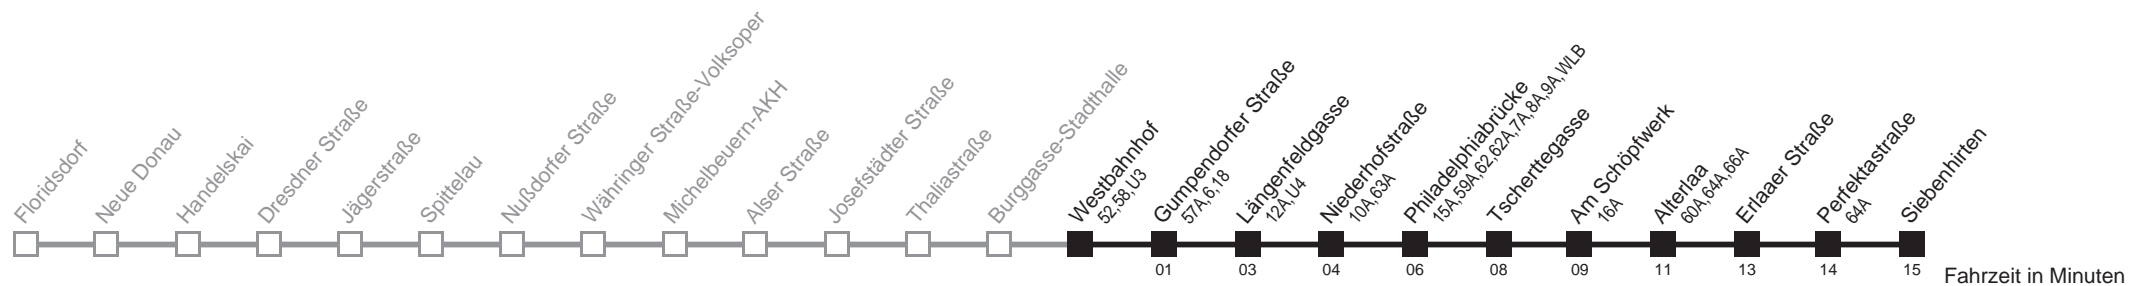 Floridsdorf
Neue Donau
Handelskai
Dresdner Straße
Jägerstraße
Spittelau
Nußdorfer Straße
Währinger Straße-Volksoper
Michelbeuern-AKH
Alser Straße
Josefstädter Straße
Thaliastraße
Burggasse-Stadthalle
Westbahnhof
52,58,U3
Gumpendorfer Straße
57A,6,18
Längenfeldgasse
12A,U4
Niederhofstraße
10A,63A
Philadelphiabrücke
15A,59A,62,62A,7A,8A,9A,WLB
Tscherttegasse
Am Schöpfwerk
16A
Alterlaa
60A,64A,66A
Erlaaer Straße
Perfektastraße
64A
Siebenhirten
01
03
04
06
08
09
11
13
14
15
Fahrzeit in Minuten